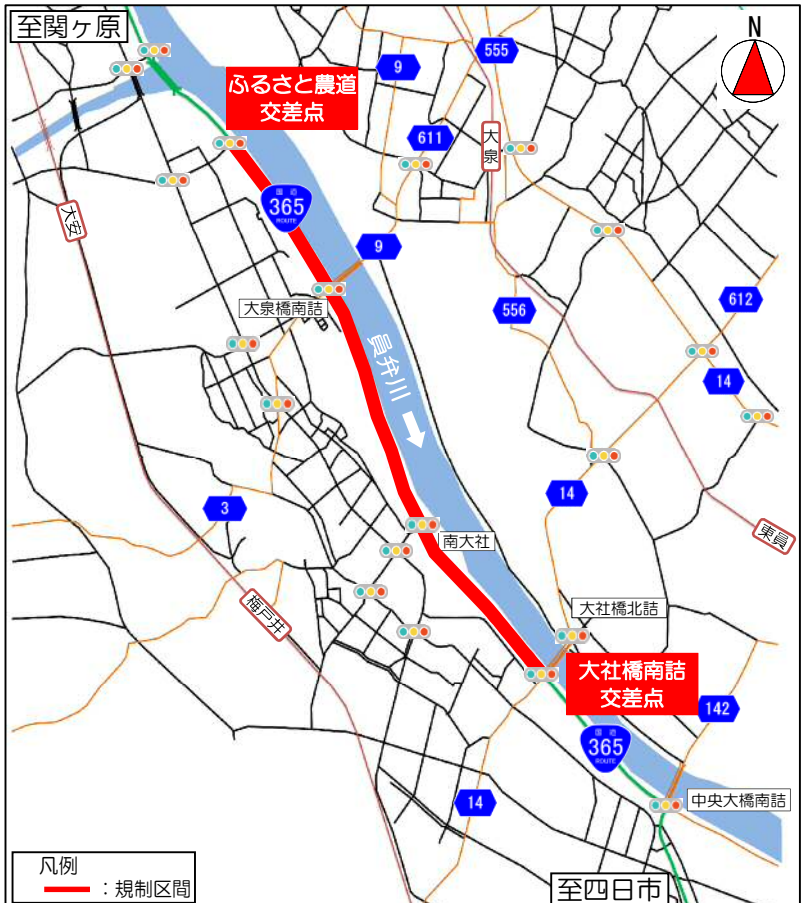 至関ヶ原
N
9
555
ふるさと農道
交差点
611
大泉
国道
365
ROUTE
大安
9
大泉橋南詰
556
612
14
員弁川
3
14
南大社
東員
梅戸井
大社橋北詰
大社橋南詰
交差点
142
国道
365
ROUTE
14
中央大橋南詰
凡例
：規制区間
至四日市